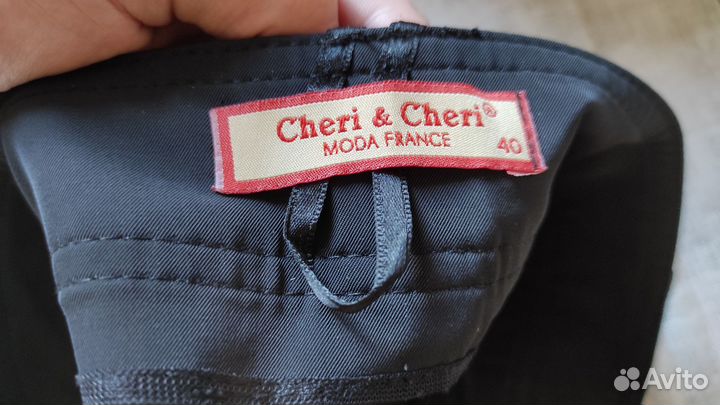 Cheri & Cheri®
MODA FRANCE
40
Avito